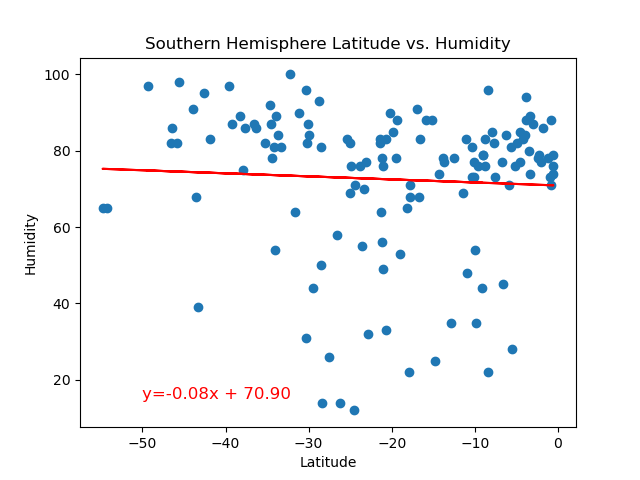 Southern Hemisphere Latitude vs. Humidity
100
80
60
40
20
Humidity
y=-0.08x + 70.90
−50
−40
−30
−20
−10
0
Latitude